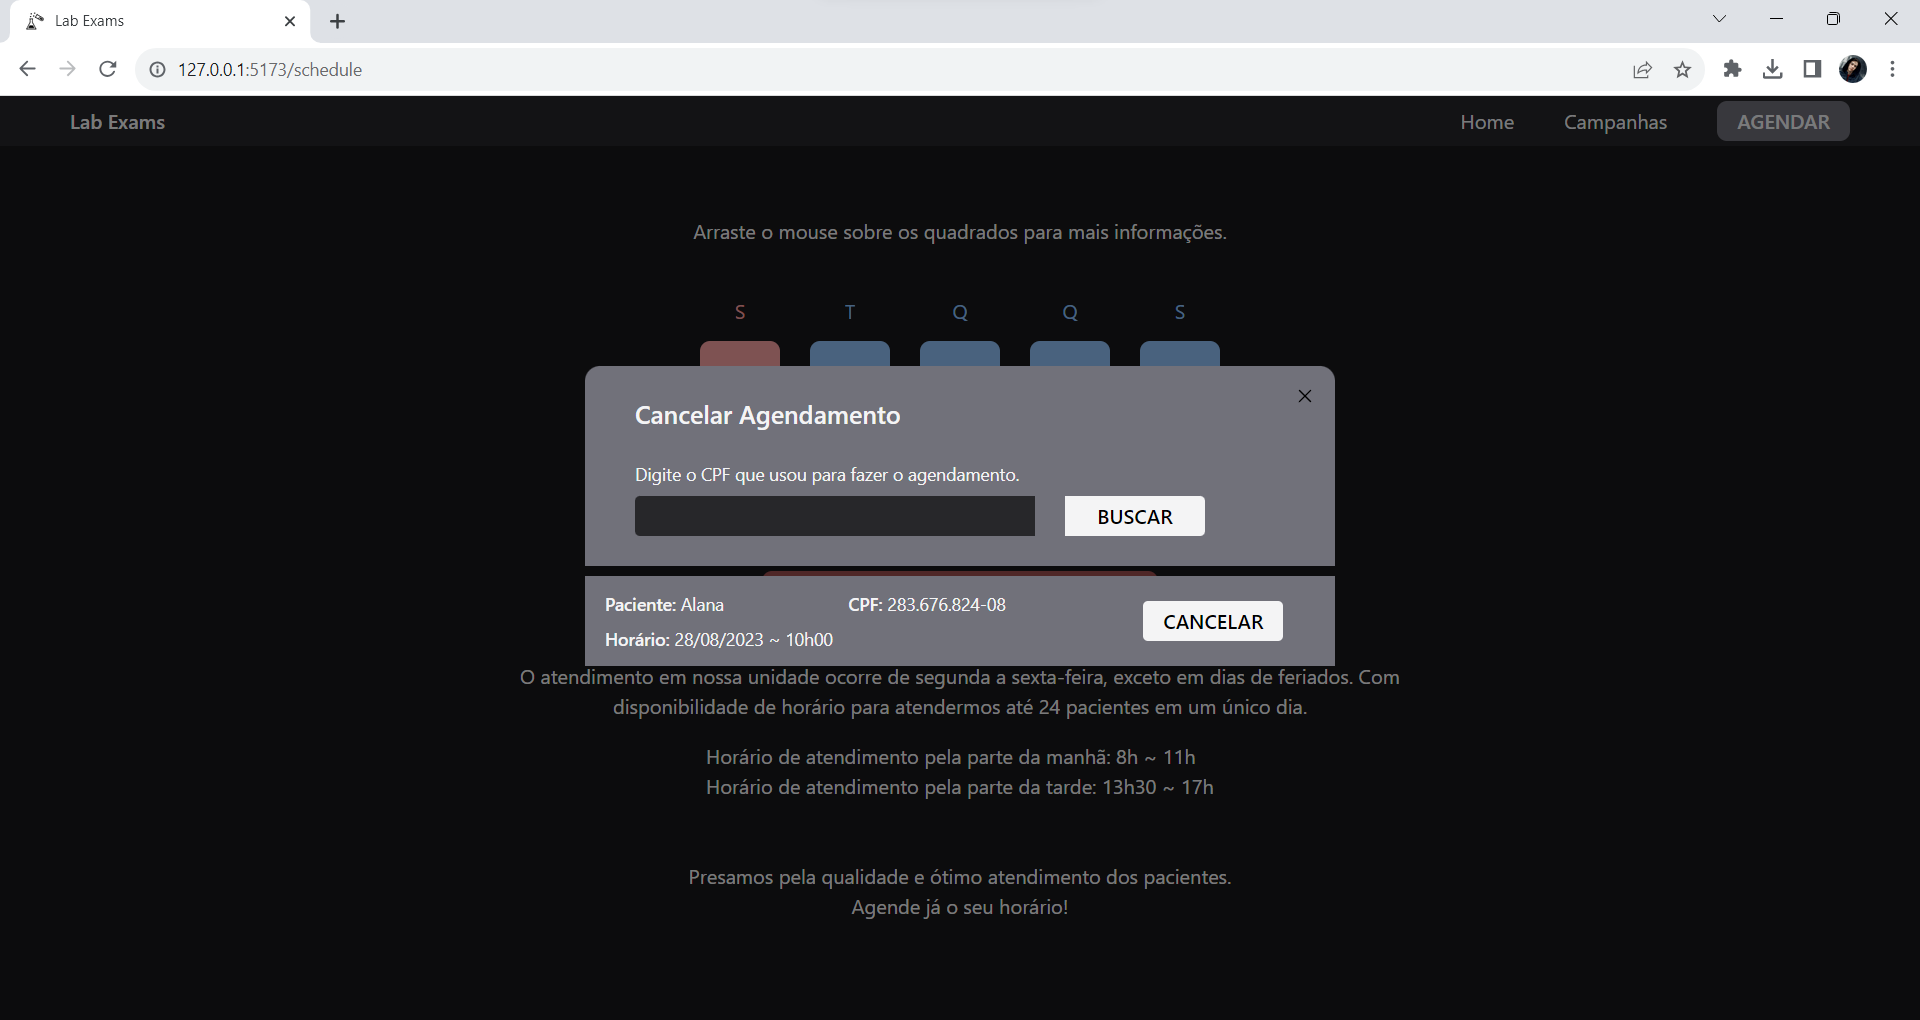 Lab Exams
127.0.0.1:5173/schedule
Lab Exams
Home
Campanhas
AGENDAR
Arraste o mouse sobre os quadrados para mais informações.
S T Q Q S
Cancelar Agendamento
Digite o CPF que usou para fazer o agendamento.
BUSCAR
Paciente: Alana
CPF: 283.676.824-08
Horário: 28/08/2023 ~ 10h00
CANCELAR
O atendimento em nossa unidade ocorre de segunda a sexta-feira, exceto em dias de feriados. Com
disponibilidade de horário para atendermos até 24 pacientes em um único dia.
Horário de atendimento pela parte da manhã: 8h ~ 11h
Horário de atendimento pela parte da tarde: 13h30 ~ 17h
Presamos pela qualidade e ótimo atendimento dos pacientes.
Agende já o seu horário!